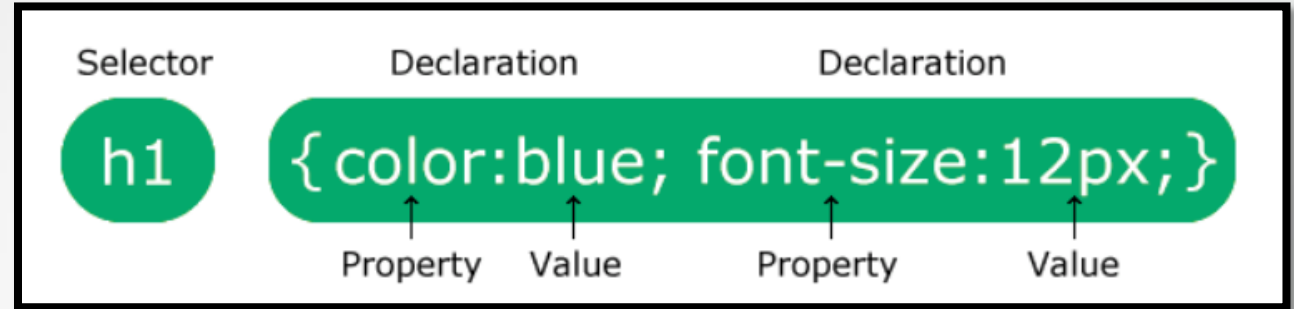 Selector Declaration Declaration
h1 {color:blue; font-size:12px;}
Property Value Property Value